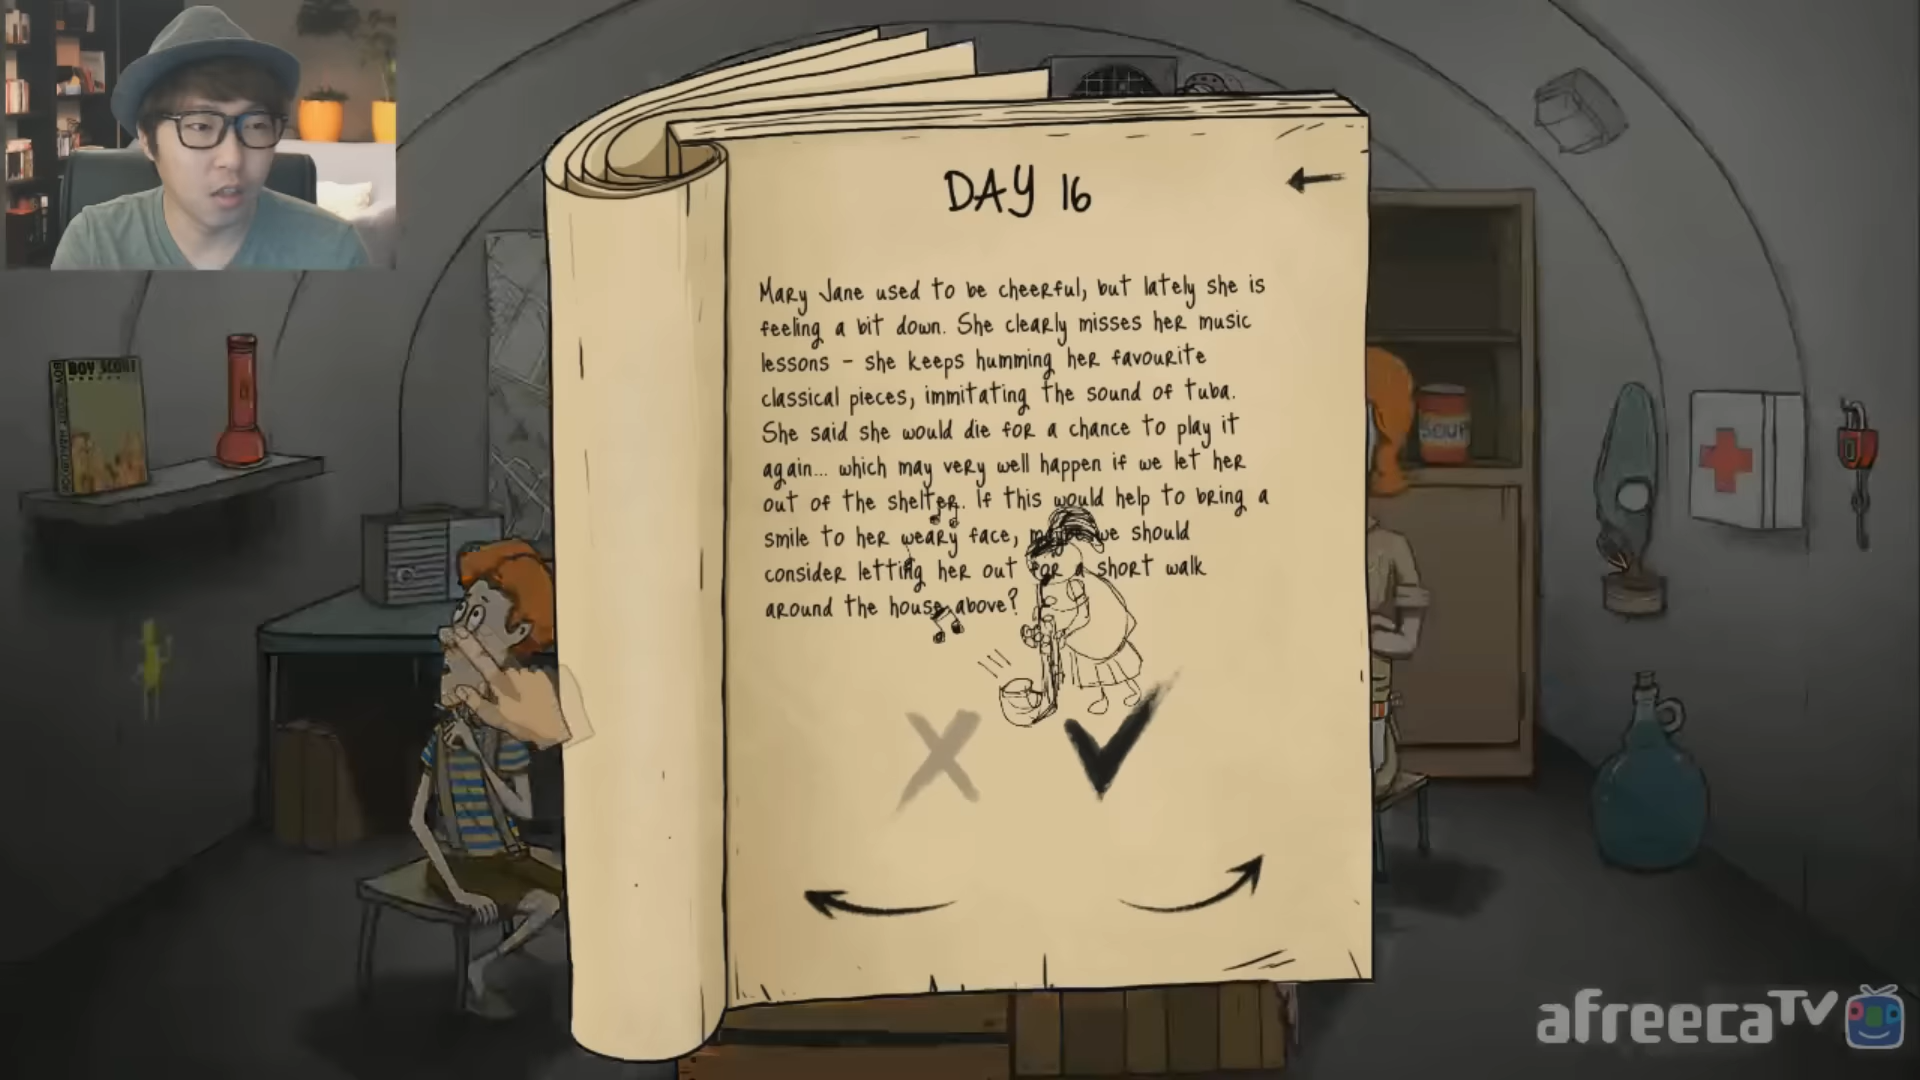 DAY 16
Mary Jane used to be cheerful, but lately she is
feeling a bit down. She clearly misses her music
lessons - she keeps humming her favourite
classical pieces, immitating the sound of tuba.
She said she would die for a chance to play it
again... which may very well happen if we let her
out of the shelter. If this would help to bring a
smile to her weary face, maybe we should
consider letting her out for a short walk
around the house above?
BOY SCOUT
SOUP
afreecaTV